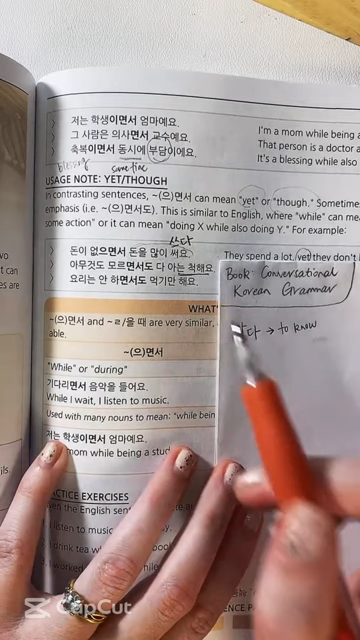 저는 학생이면서 엄마예요.
I'm a mom while being a
그 사람은 의사면서 교수예요.
That person is a doctor a
축복이면서 동시에 부담이에요.
It's a blessing while also
blessing
same time
USAGE NOTE: YET/THOUGH
In contrasting sentences, ~(으)면서 can mean "yet" or "though." Sometimes
emphasis (i.e. ~(으)면서도). This is similar to English, where "while" can mea
some action" or it can mean "doing X while also doing Y." For example:
쓰다
돈이 없으면서 돈을 많이 써요.
They spend a lot, yet they don't
아무것도 모르면서도 다 아는 척해요.
요리는 안 하면서도 먹기만 해요.
Book: Conversational
Korean Grammar
→ to know
WHAT'
~(으)면서 and ~ㄹ/을 때 are very similar,
able.
~(으)면서
"While" or "during"
기다리면서 음악을 들어요.
While I wait, I listen to music.
Used with many nouns to mean: "while bein
저는 학생이면서 엄마예요.
mom while being a stud
ACTICE EXERCISES
the English sent
listen to music
drink tea w
book
I worked
ENCE PA
CapCut